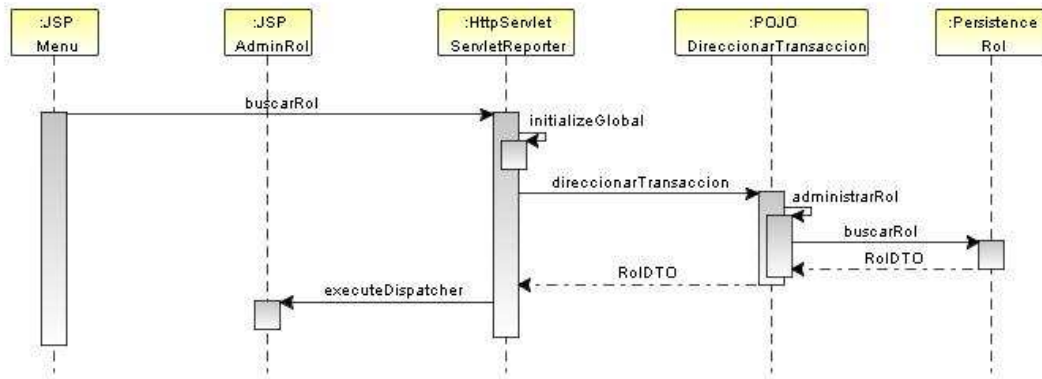 :JSP
Menu
:JSP
AdminRol
:HttpServlet
ServletReporter
:POJO
DireccionarTransaccion
:Persistence
Rol
buscarRol
initializeGlobal
direccionarTransaccion
administrarRol
buscarRol
RolDTO
RolDTO
executeDispatcher